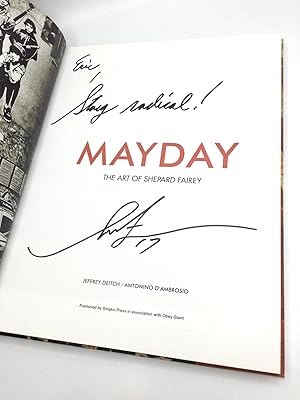 Eric,
Stay radical!
MAYDAY
THE ART OF SHEPARD FAIREY
17
JEFFREY DEITCH / ANTONINO D'AMBROSIO
Published by Gingko Press in association with Obey Giant